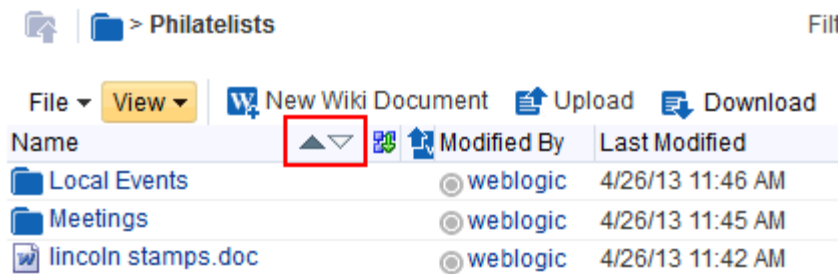 > Philatelists Filt
File View New Wiki Document Upload Download
Name Modified By Last Modified
Local Events weblogic 4/26/13 11:46 AM
Meetings weblogic 4/26/13 11:45 AM
lincoln stamps.doc weblogic 4/26/13 11:42 AM